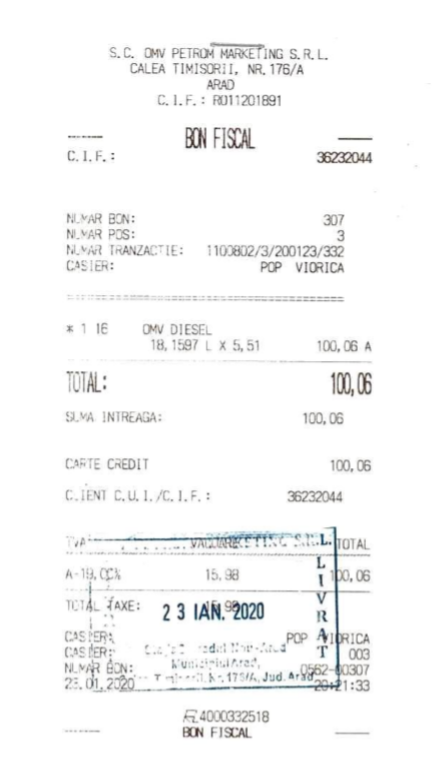 S.C. OMV PETROM MARKETING S.R.L.
CALEA TIMISORII, NR.176/A
ARAD
C.I.F.: RO11201891
BON FISCAL
C.I.F.: 36232044
NUMAR BON: 307
NUMAR POS: 3
NUMAR TRANZACTIE: 1100802/3/200123/332
CASIER: POP VIORICA
* 1 16 OMV DIESEL
18,1597 L X 5,51 100,06 A
TOTAL: 100,06
SUMA INTREAGA: 100,06
CARTE CREDIT 100,06
CLIENT C.U.I./C.I.F.: 36232044
TVA VALOARE TOTAL
MARKETING S.R.L.
A-19,00% 15,98 100,06
TOTAL TAXE: 15,98
23 IAN. 2020
LIVRAT
CASIER: POP VIORICA
CASIER: 003
Municipiul Arad,
NUMAR BON: 0562-00307
Nr. 176/A, Jud. Arad
23.01.2020 20:21:33
4000332518
BON FISCAL